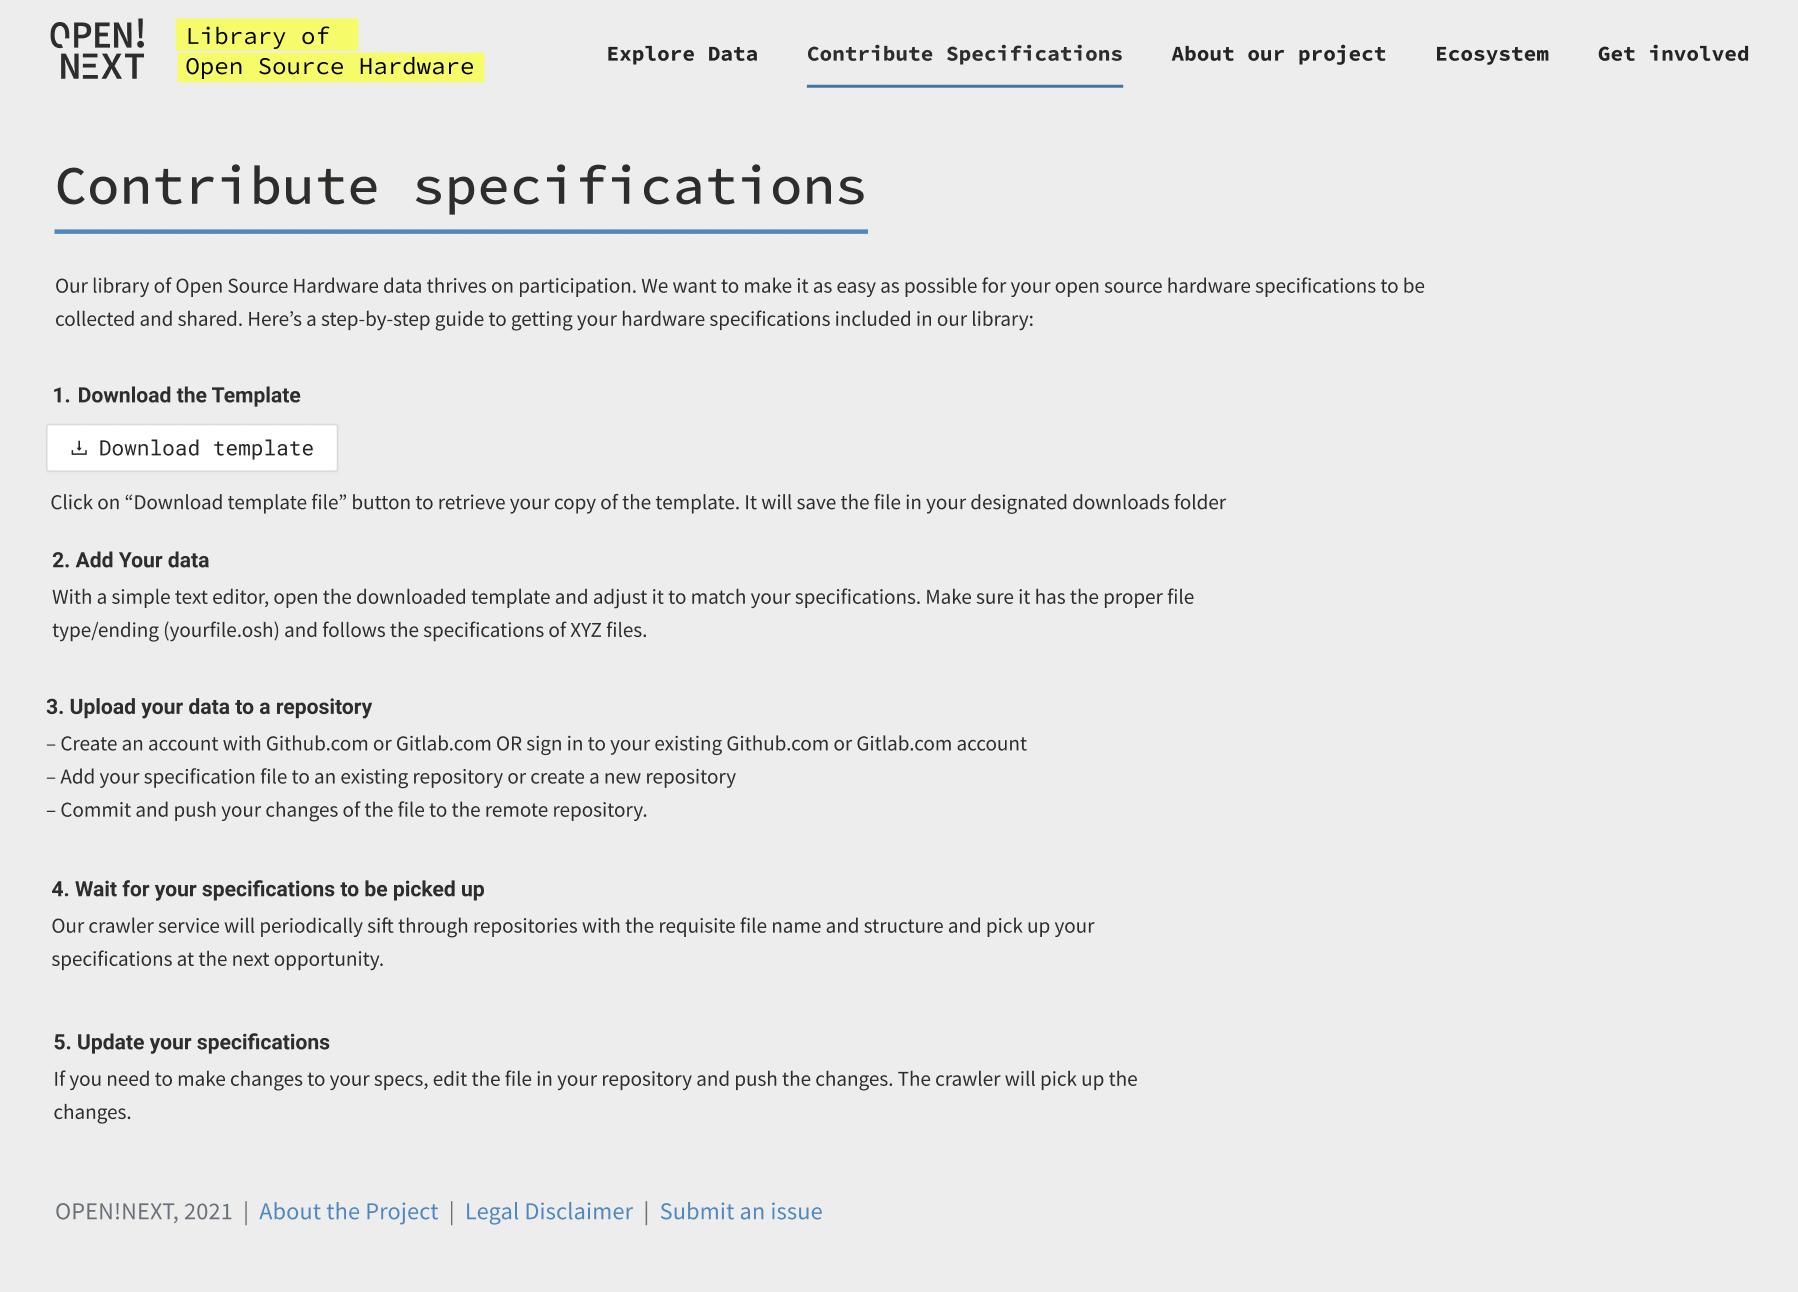 OPEN!
NEXT
Library of
Open Source Hardware
Explore Data
Contribute Specifications
About our project
Ecosystem
Get involved
Contribute specifications
Our library of Open Source Hardware data thrives on participation. We want to make it as easy as possible for your open source hardware specifications to be
collected and shared. Here’s a step-by-step guide to getting your hardware specifications included in our library:
1. Download the Template
Download template
Click on “Download template file” button to retrieve your copy of the template. It will save the file in your designated downloads folder
2. Add Your data
With a simple text editor, open the downloaded template and adjust it to match your specifications. Make sure it has the proper file
type/ending (yourfile.osh) and follows the specifications of XYZ files.
3. Upload your data to a repository
– Create an account with Github.com or Gitlab.com OR sign in to your existing Github.com or Gitlab.com account
– Add your specification file to an existing repository or create a new repository
– Commit and push your changes of the file to the remote repository.
4. Wait for your specifications to be picked up
Our crawler service will periodically sift through repositories with the requisite file name and structure and pick up your
specifications at the next opportunity.
5. Update your specifications
If you need to make changes to your specs, edit the file in your repository and push the changes. The crawler will pick up the
changes.
OPEN!NEXT, 2021 | About the Project | Legal Disclaimer | Submit an issue